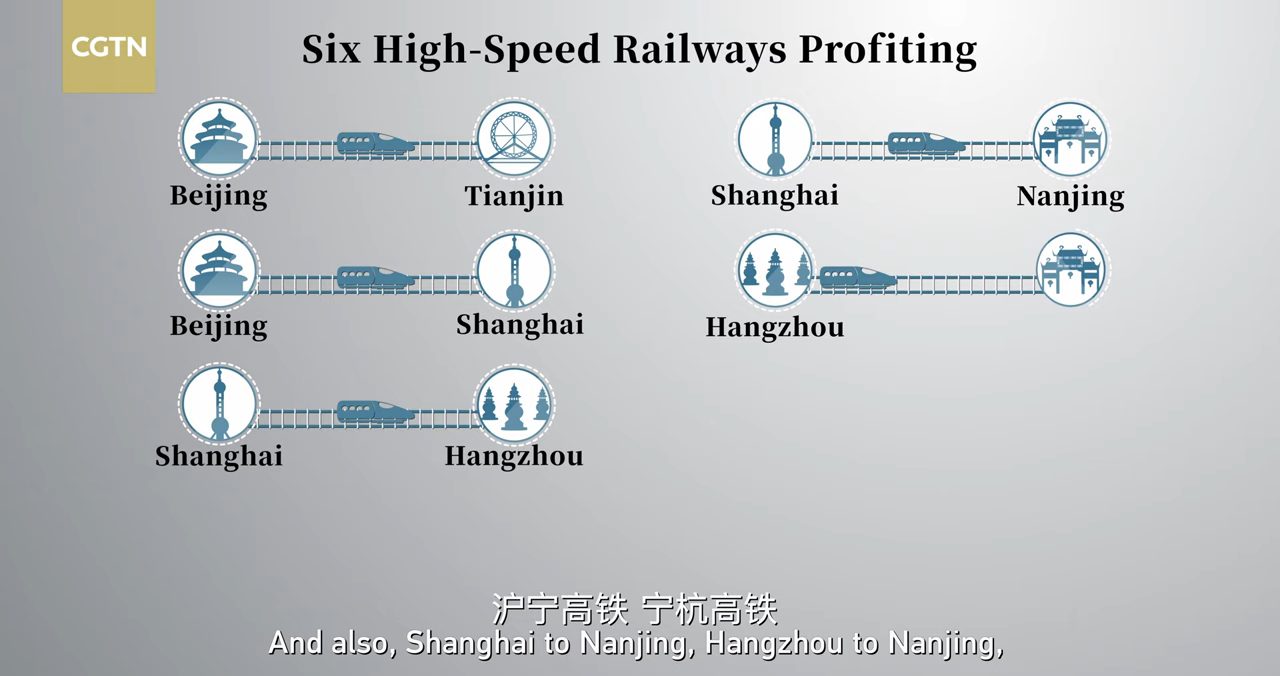 CGTN
Six High-Speed Railways Profiting
Beijing
Tianjin
Shanghai
Nanjing
Beijing
Shanghai
Hangzhou
Shanghai
Hangzhou
沪宁高铁 宁杭高铁
And also, Shanghai to Nanjing, Hangzhou to Nanjing,